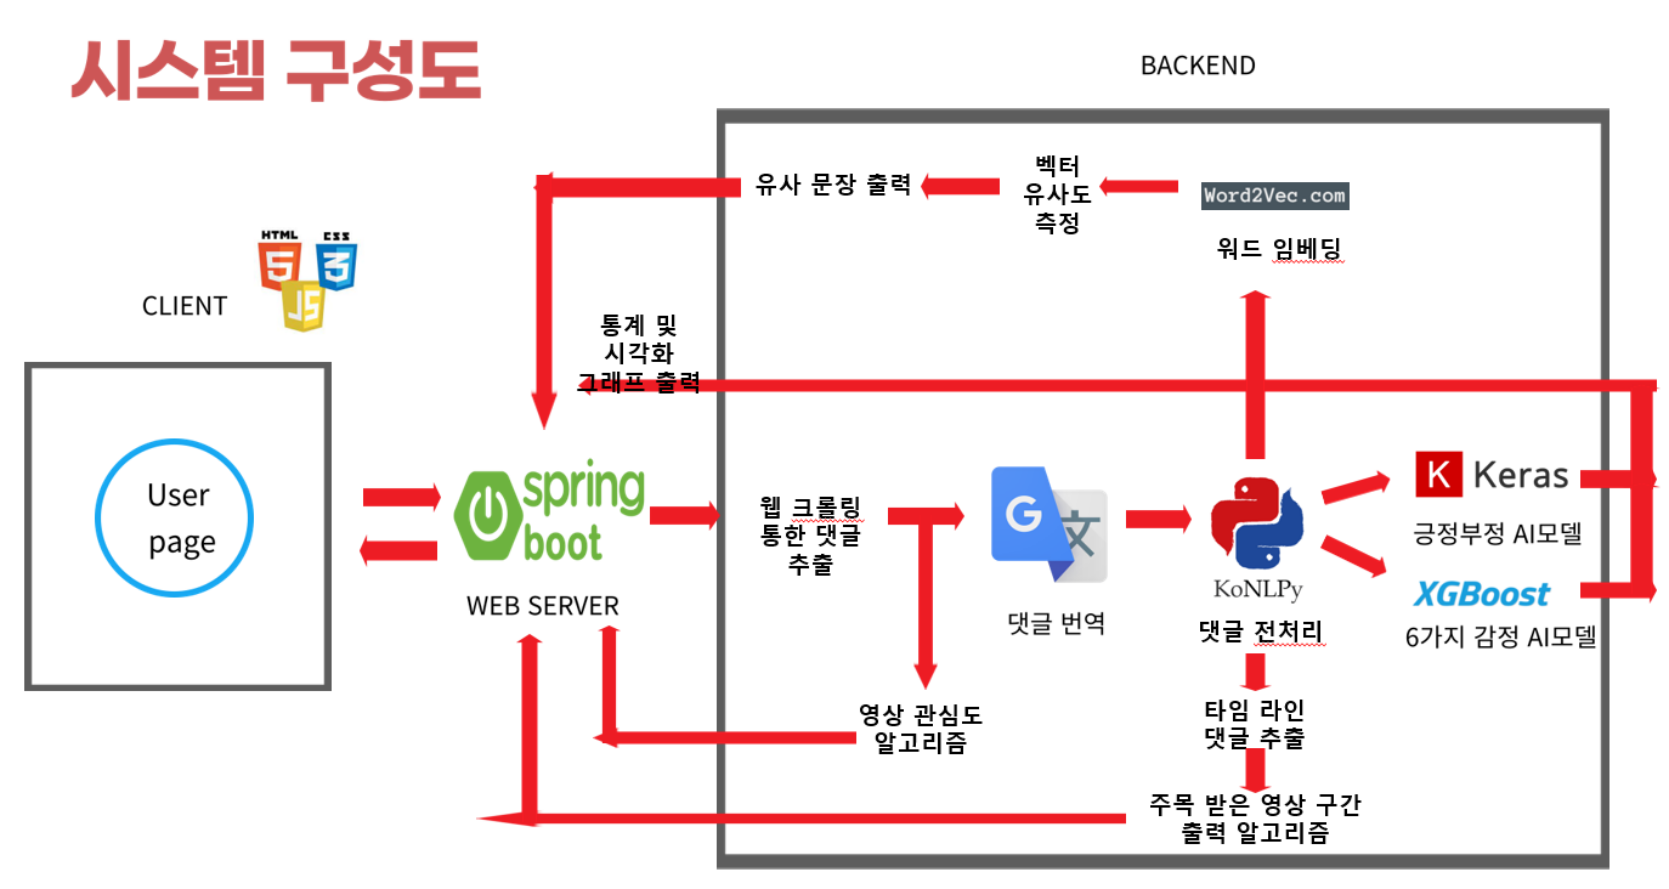 시스템 구성도
BACKEND
유사 문장 출력
벡터
유사도
측정
Word2Vec.com
워드 임베딩
HTML
CSS
5
3
JS
CLIENT
통계 및
시각화
그래프 출력
User
page
spring
boot
WEB SERVER
웹 크롤링
통한 댓글
추출
G
文
댓글 번역
KoNLPy
댓글 전처리
K Keras
긍정부정 AI모델
XGBoost
6가지 감정 AI모델
영상 관심도
알고리즘
타임 라인
댓글 추출
주목 받은 영상 구간
출력 알고리즘